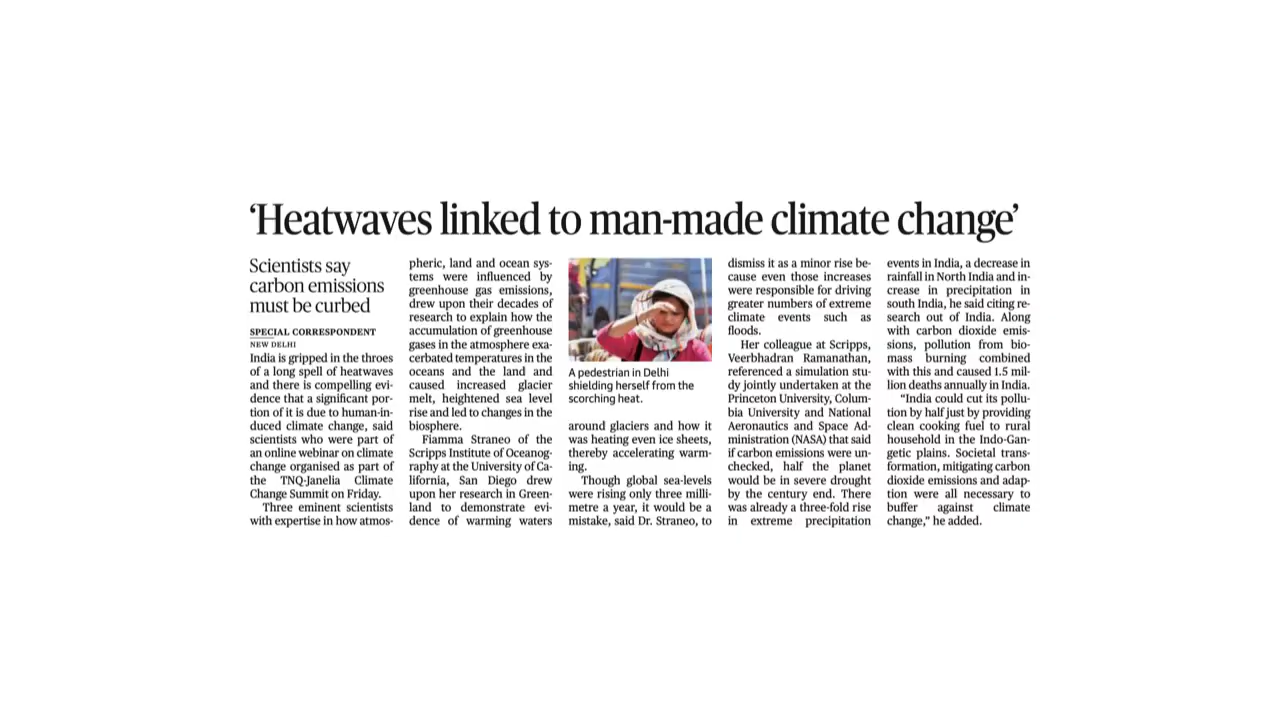 ‘Heatwaves linked to man-made climate change’
Scientists say
carbon emissions
must be curbed
SPECIAL CORRESPONDENT
NEW DELHI
India is gripped in the throes
of a long spell of heatwaves
and there is compelling evi-
dence that a significant por-
tion of it is due to human-in-
duced climate change, said
scientists who were part of
an online webinar on climate
change organised as part of
the TNQ-Janelia Climate
Change Summit on Friday.
Three eminent scientists
with expertise in how atmos-
pheric, land and ocean sys-
tems were influenced by
greenhouse gas emissions,
drew upon their decades of
research to explain how the
accumulation of greenhouse
gases in the atmosphere exa-
cerbated temperatures in the
oceans and the land and
caused increased glacier
melt, heightened sea level
rise and led to changes in the
biosphere.
Fiamma Straneo of the
Scripps Institute of Oceanog-
raphy at the University of Ca-
lifornia, San Diego drew
upon her research in Green-
land to demonstrate evi-
dence of warming waters
A pedestrian in Delhi
shielding herself from the
scorching heat.
around glaciers and how it
was heating even ice sheets,
thereby accelerating warm-
ing.
Though global sea-levels
were rising only three milli-
metre a year, it would be a
mistake, said Dr. Straneo, to
dismiss it as a minor rise be-
cause even those increases
were responsible for driving
greater numbers of extreme
climate events such as
floods.
Her colleague at Scripps,
Veerbhadran Ramanathan,
referenced a simulation stu-
dy jointly undertaken at the
Princeton University, Colum-
bia University and National
Aeronautics and Space Ad-
ministration (NASA) that said
if carbon emissions were un-
checked, half the planet
would be in severe drought
by the century end. There
was already a three-fold rise
in extreme precipitation
events in India, a decrease in
rainfall in North India and in-
crease in precipitation in
south India, he said citing re-
search out of India. Along
with carbon dioxide emis-
sions, pollution from bio-
mass burning combined
with this and caused 1.5 mil-
lion deaths annually in India.
“India could cut its pollu-
tion by half just by providing
clean cooking fuel to rural
household in the Indo-Gan-
getic plains. Societal trans-
formation, mitigating carbon
dioxide emissions and adap-
tion were all necessary to
buffer against climate
change,” he added.